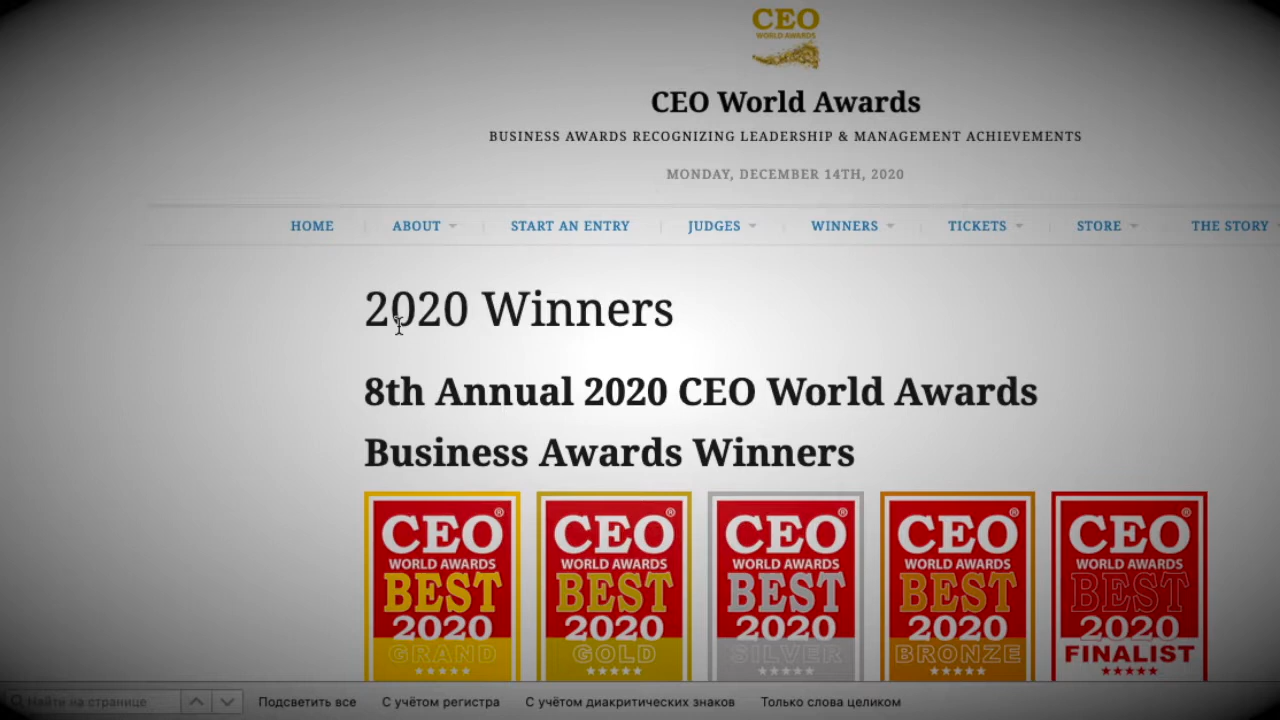 CEO
WORLD AWARDS
CEO World Awards
BUSINESS AWARDS RECOGNIZING LEADERSHIP & MANAGEMENT ACHIEVEMENTS
MONDAY, DECEMBER 14TH, 2020
HOME ABOUT START AN ENTRY JUDGES WINNERS TICKETS STORE THE STORY
2020 Winners
8th Annual 2020 CEO World Awards
Business Awards Winners
CEO® CEO® CEO® CEO® CEO®
WORLD AWARDS WORLD AWARDS WORLD AWARDS WORLD AWARDS WORLD AWARDS
BEST BEST BEST BEST BEST
2020 2020 2020 2020 2020
GRAND GOLD SILVER BRONZE FINALIST
Найти на странице Подсветить все С учётом регистра С учётом диакритических знаков Только слова целиком